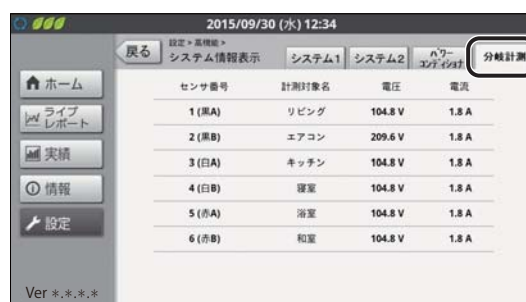 2015/09/30 (水) 12:34
戻る
設定 > 高機能 >
システム情報表示
システム1
システム2
パワー
コンディショナ
分岐計測
ホーム
ライブ
レポート
実績
情報
設定
Ver *.*.*.*
センサ番号 計測対象名 電圧 電流
1 (黒A) リビング 104.8 V 1.8 A
2 (黒B) エアコン 209.6 V 1.8 A
3 (白A) キッチン 104.8 V 1.8 A
4 (白B) 寝室 104.8 V 1.8 A
5 (赤A) 浴室 104.8 V 1.8 A
6 (赤B) 和室 104.8 V 1.8 A